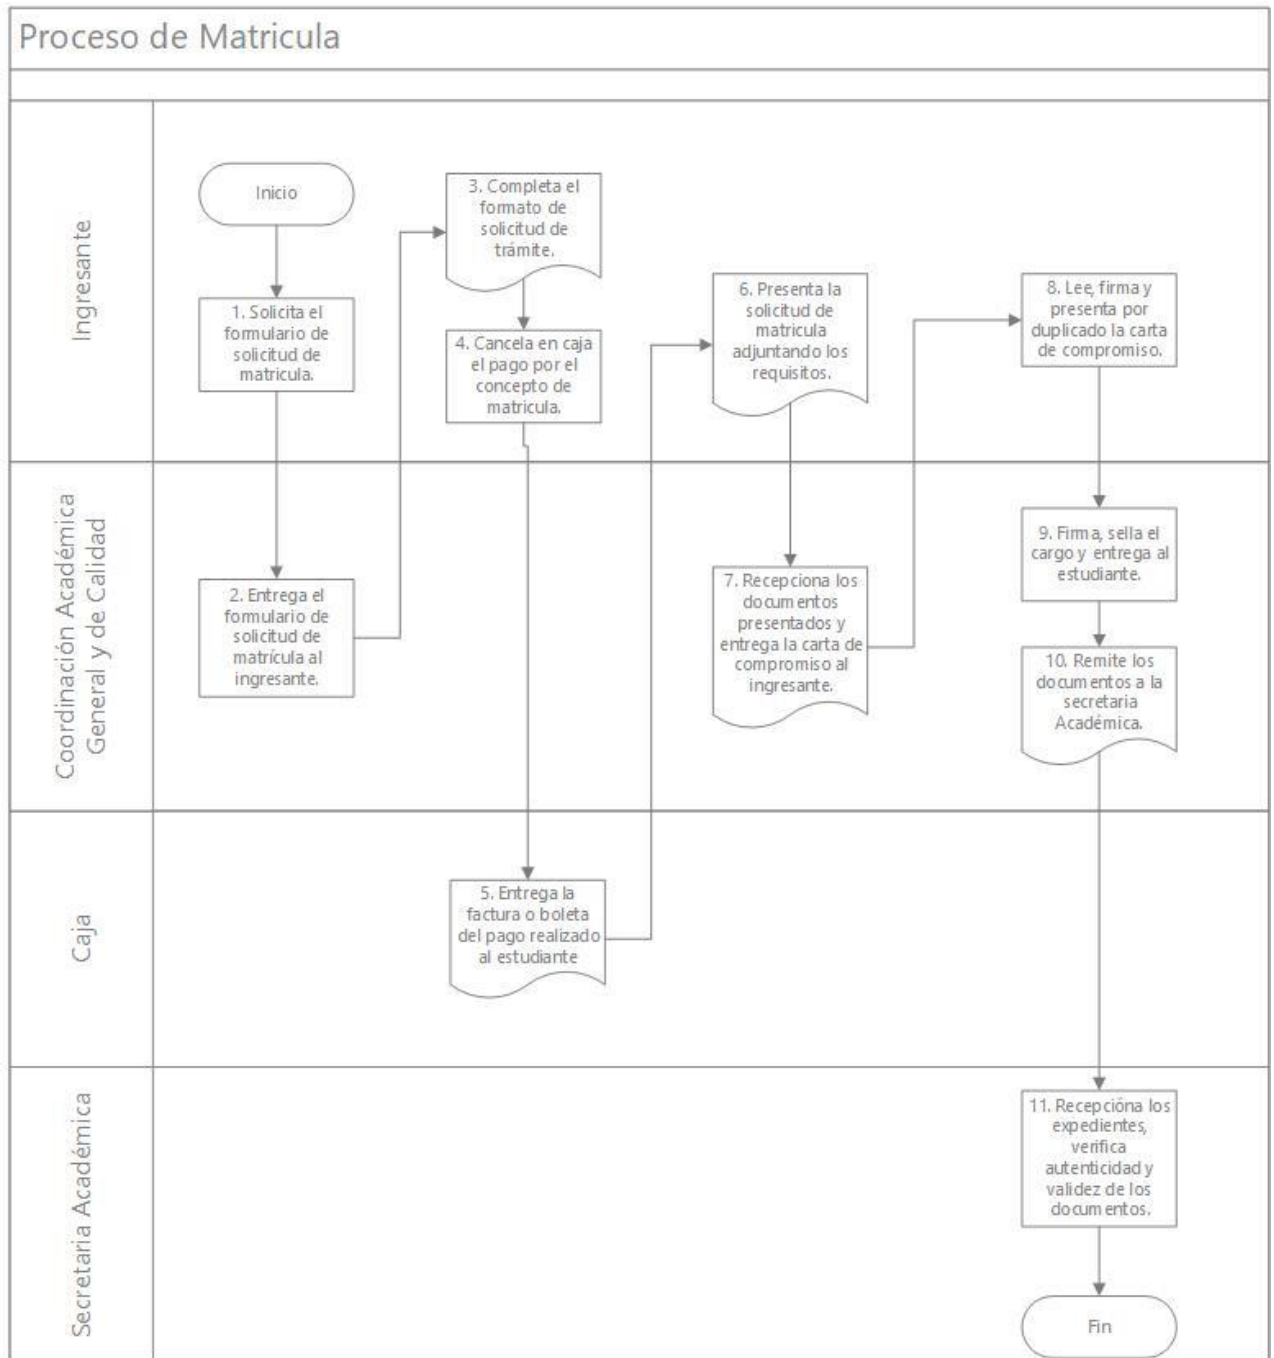 Proceso de Matricula
Ingresante
Inicio
1. Solicita el
formulario de
solicitud de
matricula.
3. Completa el
formato de
solicitud de
trámite.
4. Cancela en caja
el pago por el
concepto de
matricula.
6. Presenta la
solicitud de
matricula
adjuntando los
requisitos.
8. Lee, firma y
presenta por
duplicado la carta
de compromiso.
Coordinación Académica
General y de Calidad
2. Entrega el
formulario de
solicitud de
matrícula al
ingresante.
7. Recepciona los
documentos
presentados y
entrega la carta de
compromiso al
ingresante.
9. Firma, sella el
cargo y entrega al
estudiante.
10. Remite los
documentos a la
secretaria
Académica.
Caja
5. Entrega la
factura o boleta
del pago realizado
al estudiante
Secretaria Académica
11. Recepcióna los
expedientes,
verifica
autenticidad y
validez de los
documentos.
Fin